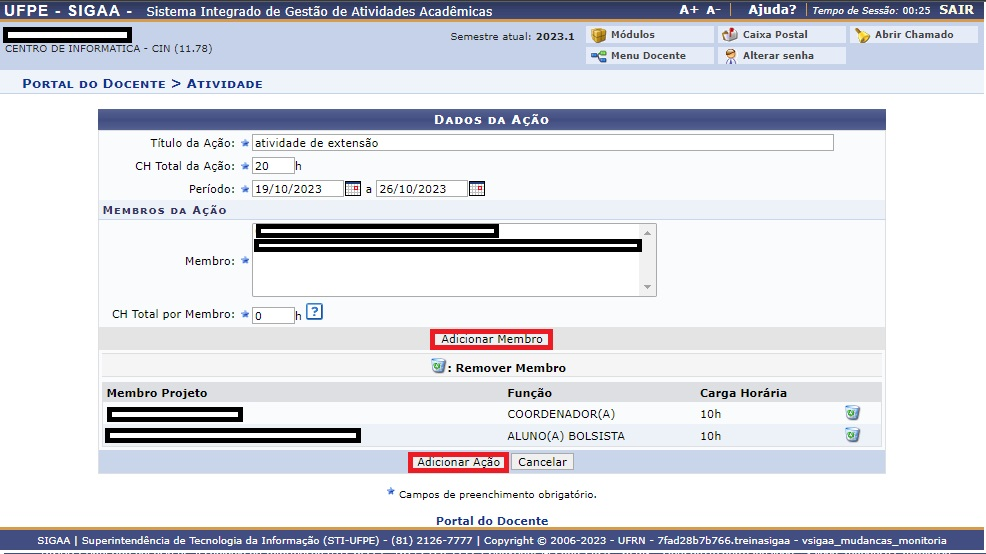 UFPE - SIGAA - Sistema Integrado de Gestão de Atividades Acadêmicas A+ A- Ajuda? Tempo de Sessão: 00:25 SAIR
CENTRO DE INFORMATICA - CIN (11.78)
Semestre atual: 2023.1
Módulos Caixa Postal Abrir Chamado
Menu Docente Alterar senha
PORTAL DO DOCENTE > ATIVIDADE
DADOS DA AÇÃO
Título da Ação: atividade de extensão
CH Total da Ação: 20 h
Período: 19/10/2023 a 26/10/2023
MEMBROS DA AÇÃO
Membro:
CH Total por Membro: 0 h ?
Adicionar Membro
: Remover Membro
Membro Projeto Função Carga Horária
COORDENADOR(A) 10h
ALUNO(A) BOLSISTA 10h
Adicionar Ação Cancelar
Campos de preenchimento obrigatório.
Portal do Docente
SIGAA | Superintendência de Tecnologia da Informação (STI-UFPE) - (81) 2126-7777 | Copyright © 2006-2023 - UFRN - 7fad28b7b766.treinasigaa - vsigaa_mudancas_monitoria